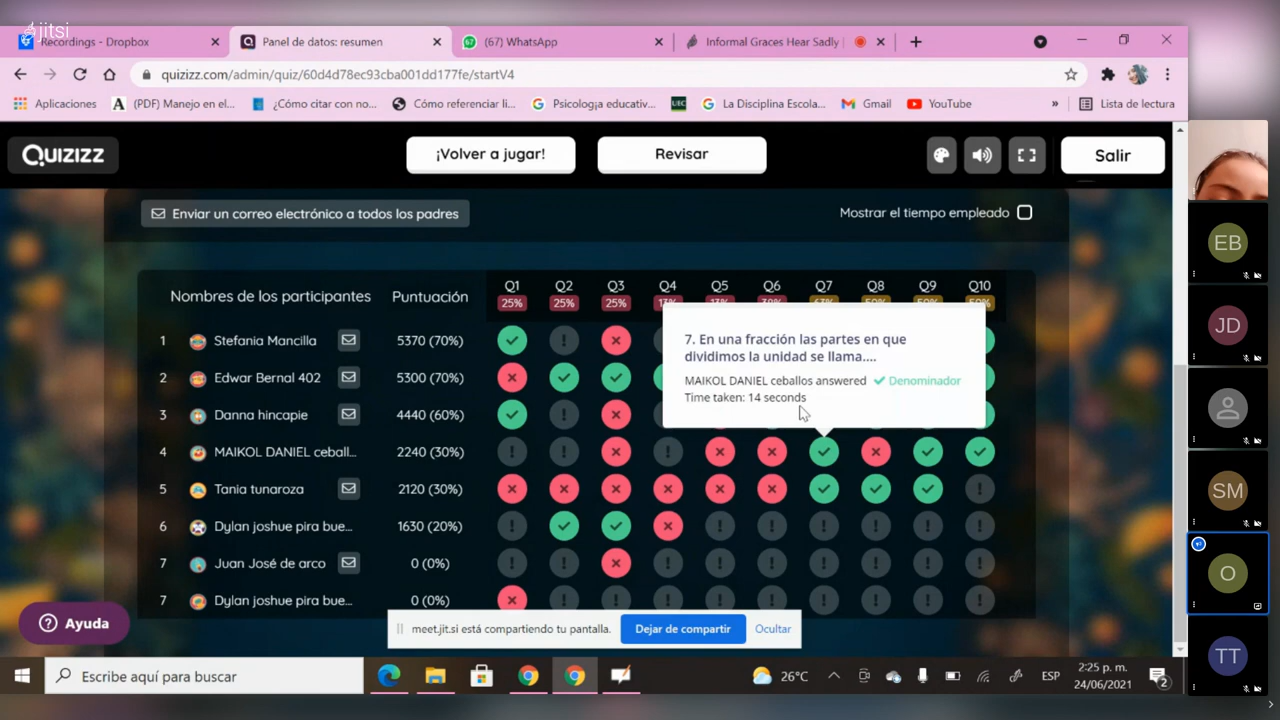 jitsi
Recordings - Dropbox
Panel de datos: resumen
(67) WhatsApp
Informal Graces Hear Sadly |
quizizz.com/admin/quiz/60d4d78ec93cba001dd177fe/startV4
Aplicaciones
(PDF) Manejo en el...
¿Cómo citar con no...
Cómo referenciar li...
Psicología educativ...
La Disciplina Escola...
Gmail
YouTube
»
Lista de lectura
QUIZIZZ
¡Volver a jugar!
Revisar
Salir
Enviar un correo electrónico a todos los padres
Mostrar el tiempo empleado
Nombres de los participantes Puntuación Q1 Q2 Q3 Q4 Q5 Q6 Q7 Q8 Q9 Q10
25% 25% 25%
1 Stefania Mancilla 5370 (70%)
2 Edwar Bernal 402 5300 (70%)
3 Danna hincapie 4440 (60%)
4 MAIKOL DANIEL ceball... 2240 (30%)
5 Tania tunaroza 2120 (30%)
6 Dylan joshue pira bue... 1630 (20%)
7 Juan José de arco 0 (0%)
7 Dylan joshue pira bue... 0 (0%)
7. En una fracción las partes en que
dividimos la unidad se llama....
MAIKOL DANIEL ceballos answered Denominador
Time taken: 14 seconds
Ayuda
meet.jit.si está compartiendo tu pantalla.
Dejar de compartir
Ocultar
Escribe aquí para buscar
26°C
ESP
2:25 p. m.
24/06/2021
2
EB
JD
SM
O
TT